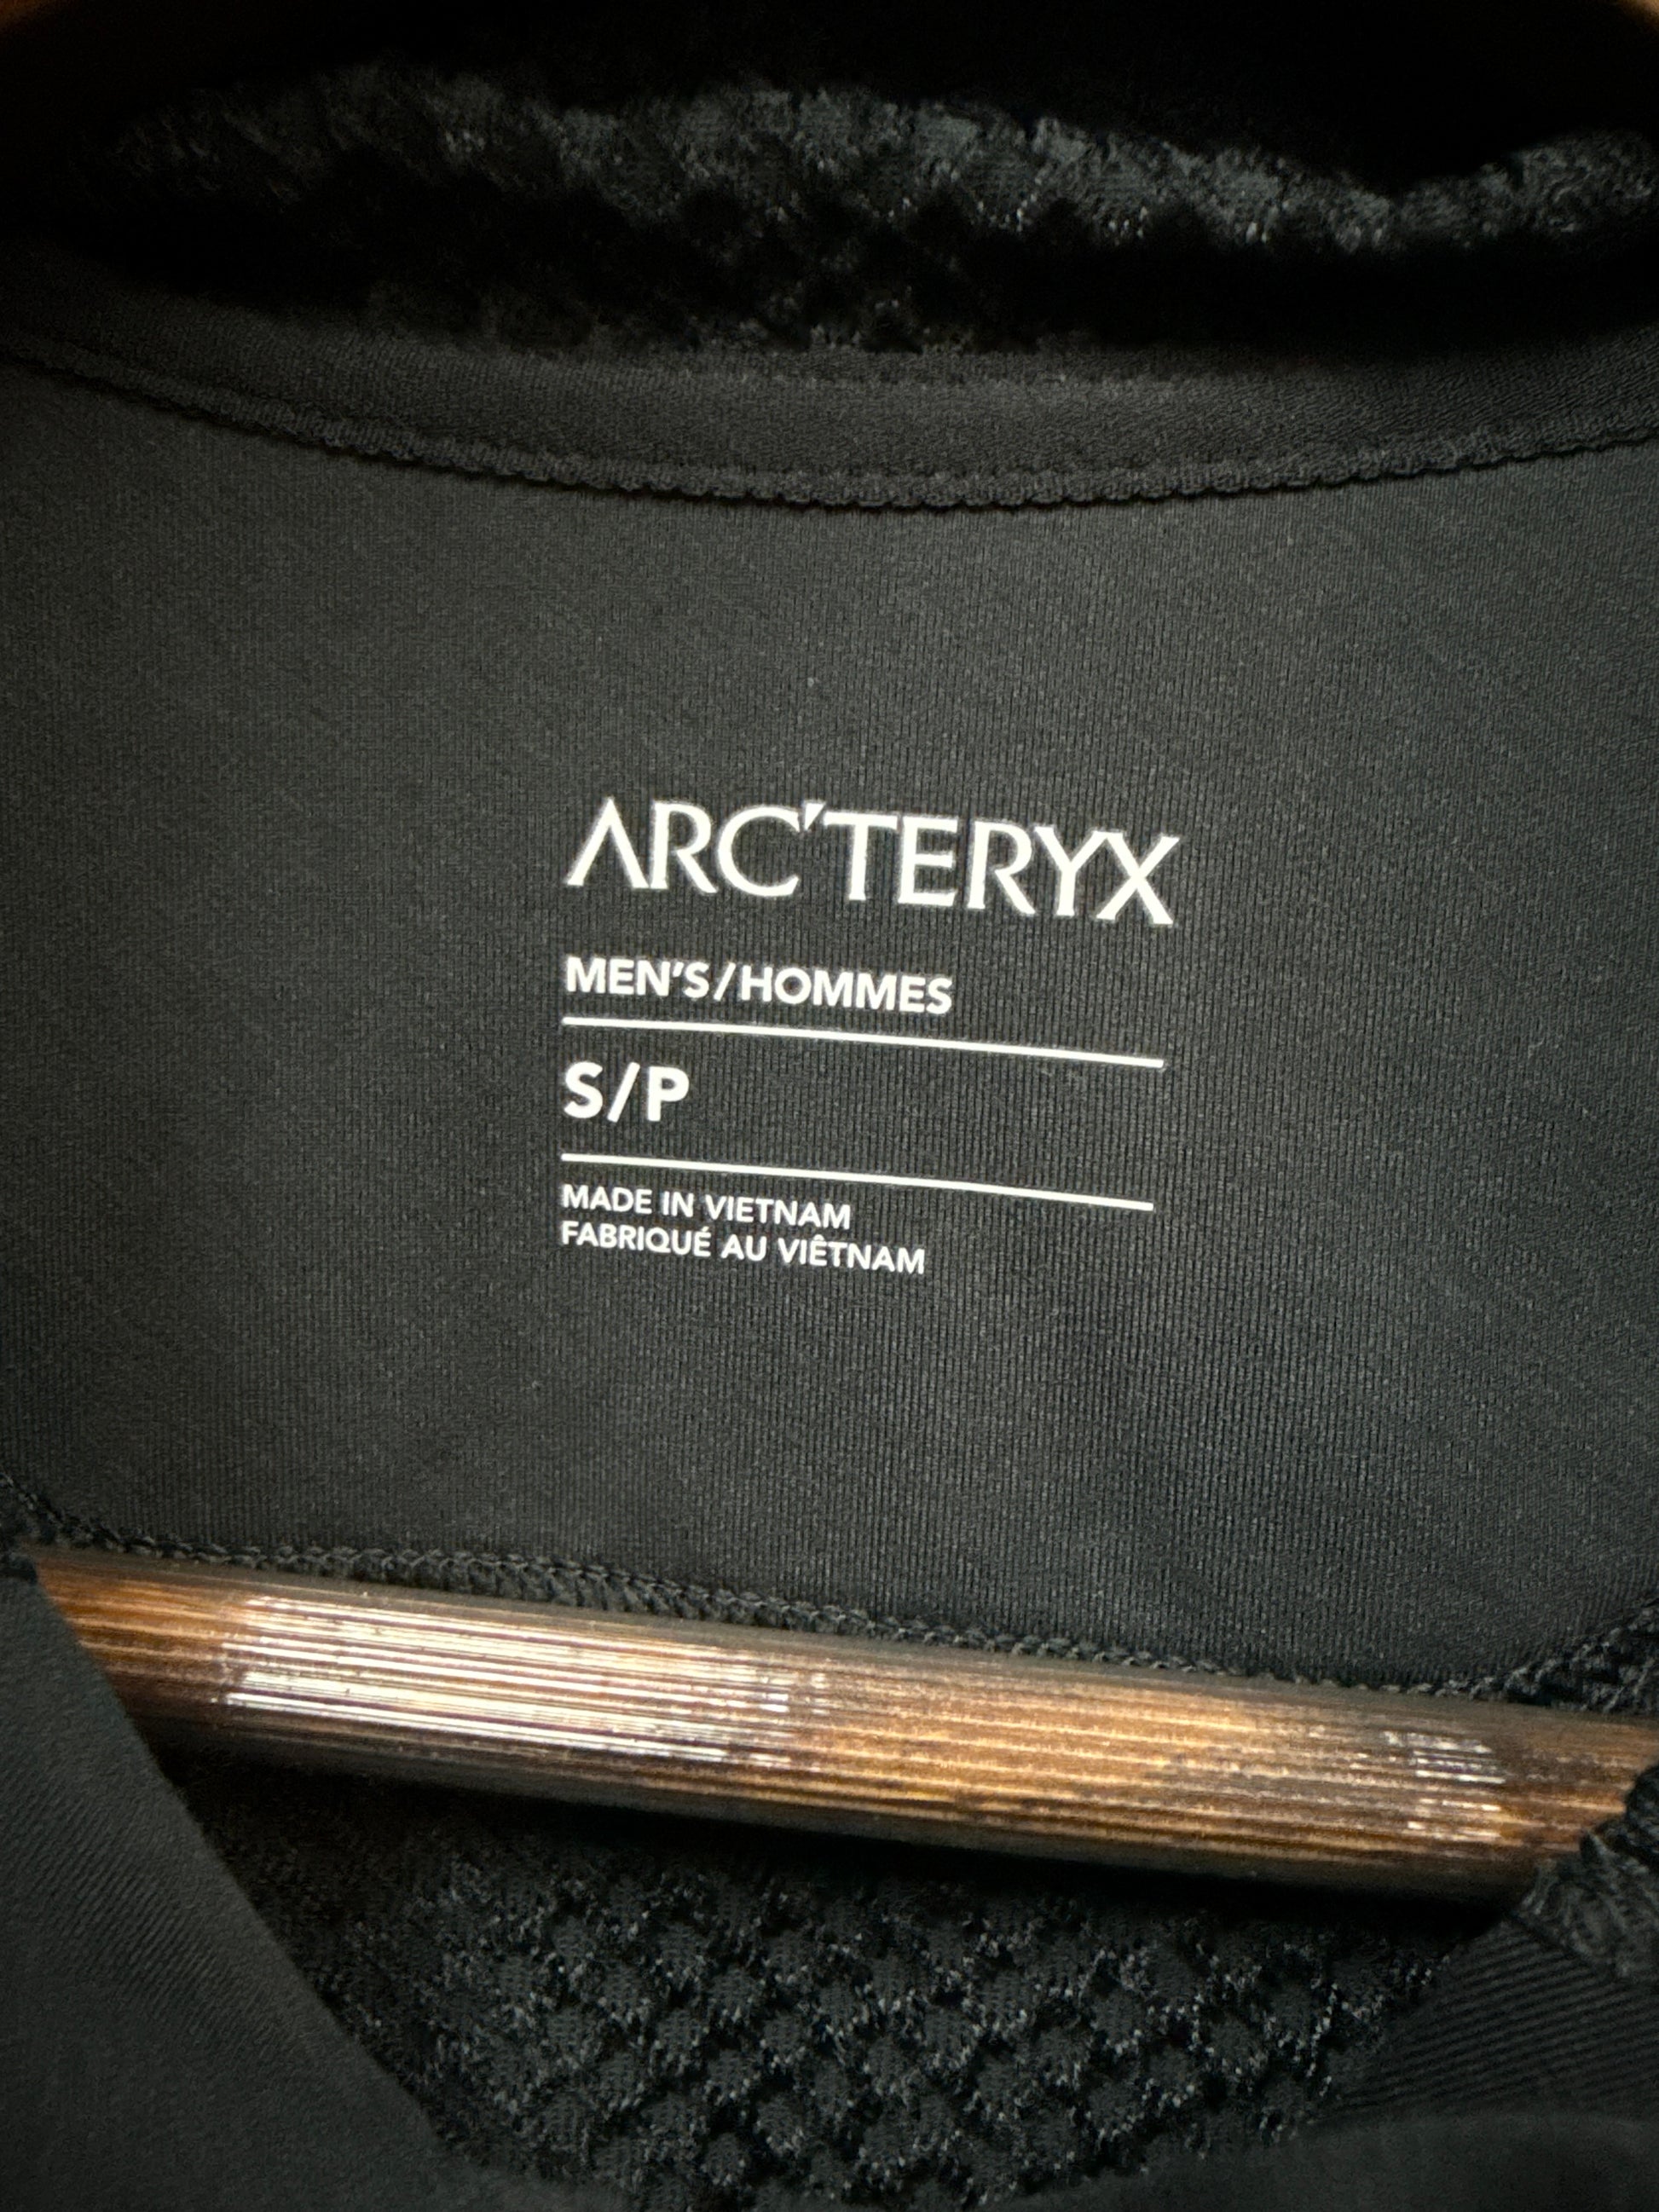 ARC'TERYX
MEN'S/HOMMES
S/P
MADE IN VIETNAM
FABRIQUÉ AU VIÊTNAM